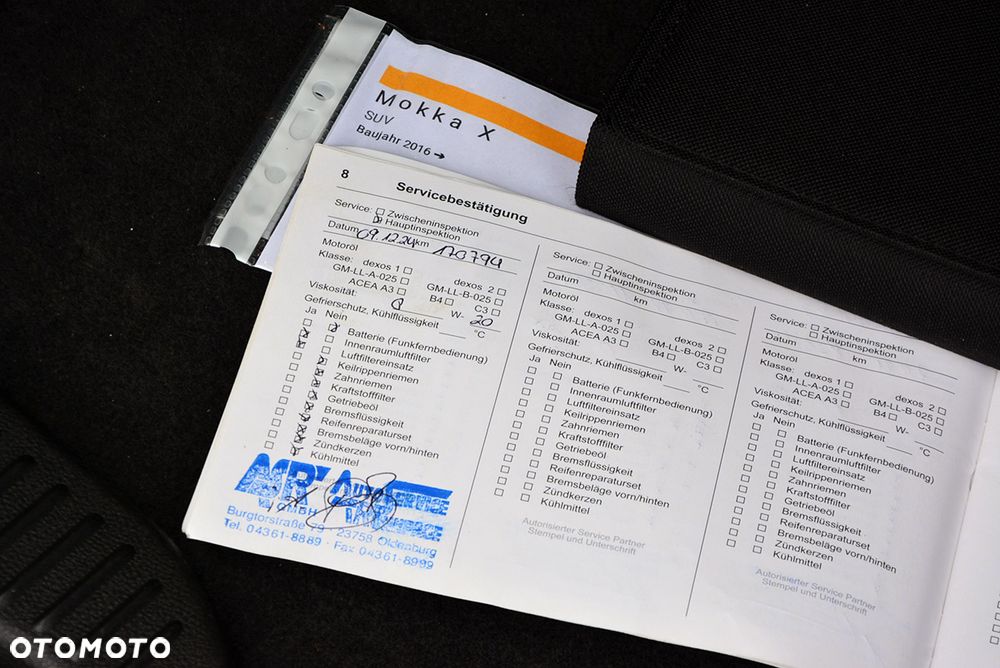 Mokka X
SUV
Baujahr 2016 →
8
Servicebestätigung
Service: Zwischeninspektion
Hauptinspektion
Datum 09.12.24 km 170794
Motoröl
Klasse: dexos 1 dexos 2
GM-LL-A-025 GM-LL-B-025
ACEA A3 B4 C3
Viskosität: 0 W- 20
Gefrierschutz, Kühlflüssigkeit °C
Ja Nein
Batterie (Funkfernbedienung)
Innenraumluftfilter
Luftfiltereinsatz
Keilrippenriemen
Zahnriemen
Kraftstofffilter
Getriebeöl
Bremsflüssigkeit
Reifenreparaturset
Bremsbeläge vorn/hinten
Zündkerzen
Kühlmittel
Burgtorstraße 79 - 23758 Oldenburg
Tel. 04361-8889 - Fax 04361-8999
Service: Zwischeninspektion
Hauptinspektion
Datum km
Motoröl
Klasse: dexos 1 dexos 2
GM-LL-A-025 GM-LL-B-025
ACEA A3 B4 C3
Viskosität: W-
Gefrierschutz, Kühlflüssigkeit °C
Ja Nein
Batterie (Funkfernbedienung)
Innenraumluftfilter
Luftfiltereinsatz
Keilrippenriemen
Zahnriemen
Kraftstofffilter
Getriebeöl
Bremsflüssigkeit
Reifenreparaturset
Bremsbeläge vorn/hinten
Zündkerzen
Kühlmittel
Autorisierter Service Partner
Stempel und Unterschrift
Service: Zwischeninspektion
Hauptinspektion
Datum km
Motoröl
Klasse: dexos 1 dexos 2
GM-LL-A-025 GM-LL-B-025
ACEA A3 B4 C3
Viskosität: W-
Gefrierschutz, Kühlflüssigkeit °C
Ja Nein
Batterie (Funkfernbedienung)
Innenraumluftfilter
Luftfiltereinsatz
Keilrippenriemen
Zahnriemen
Kraftstofffilter
Getriebeöl
Bremsflüssigkeit
Reifenreparaturset
Bremsbeläge vorn/hinten
Zündkerzen
Kühlmittel
Autorisierter Service Partner
Stempel und Unterschrift
OTOMOTO